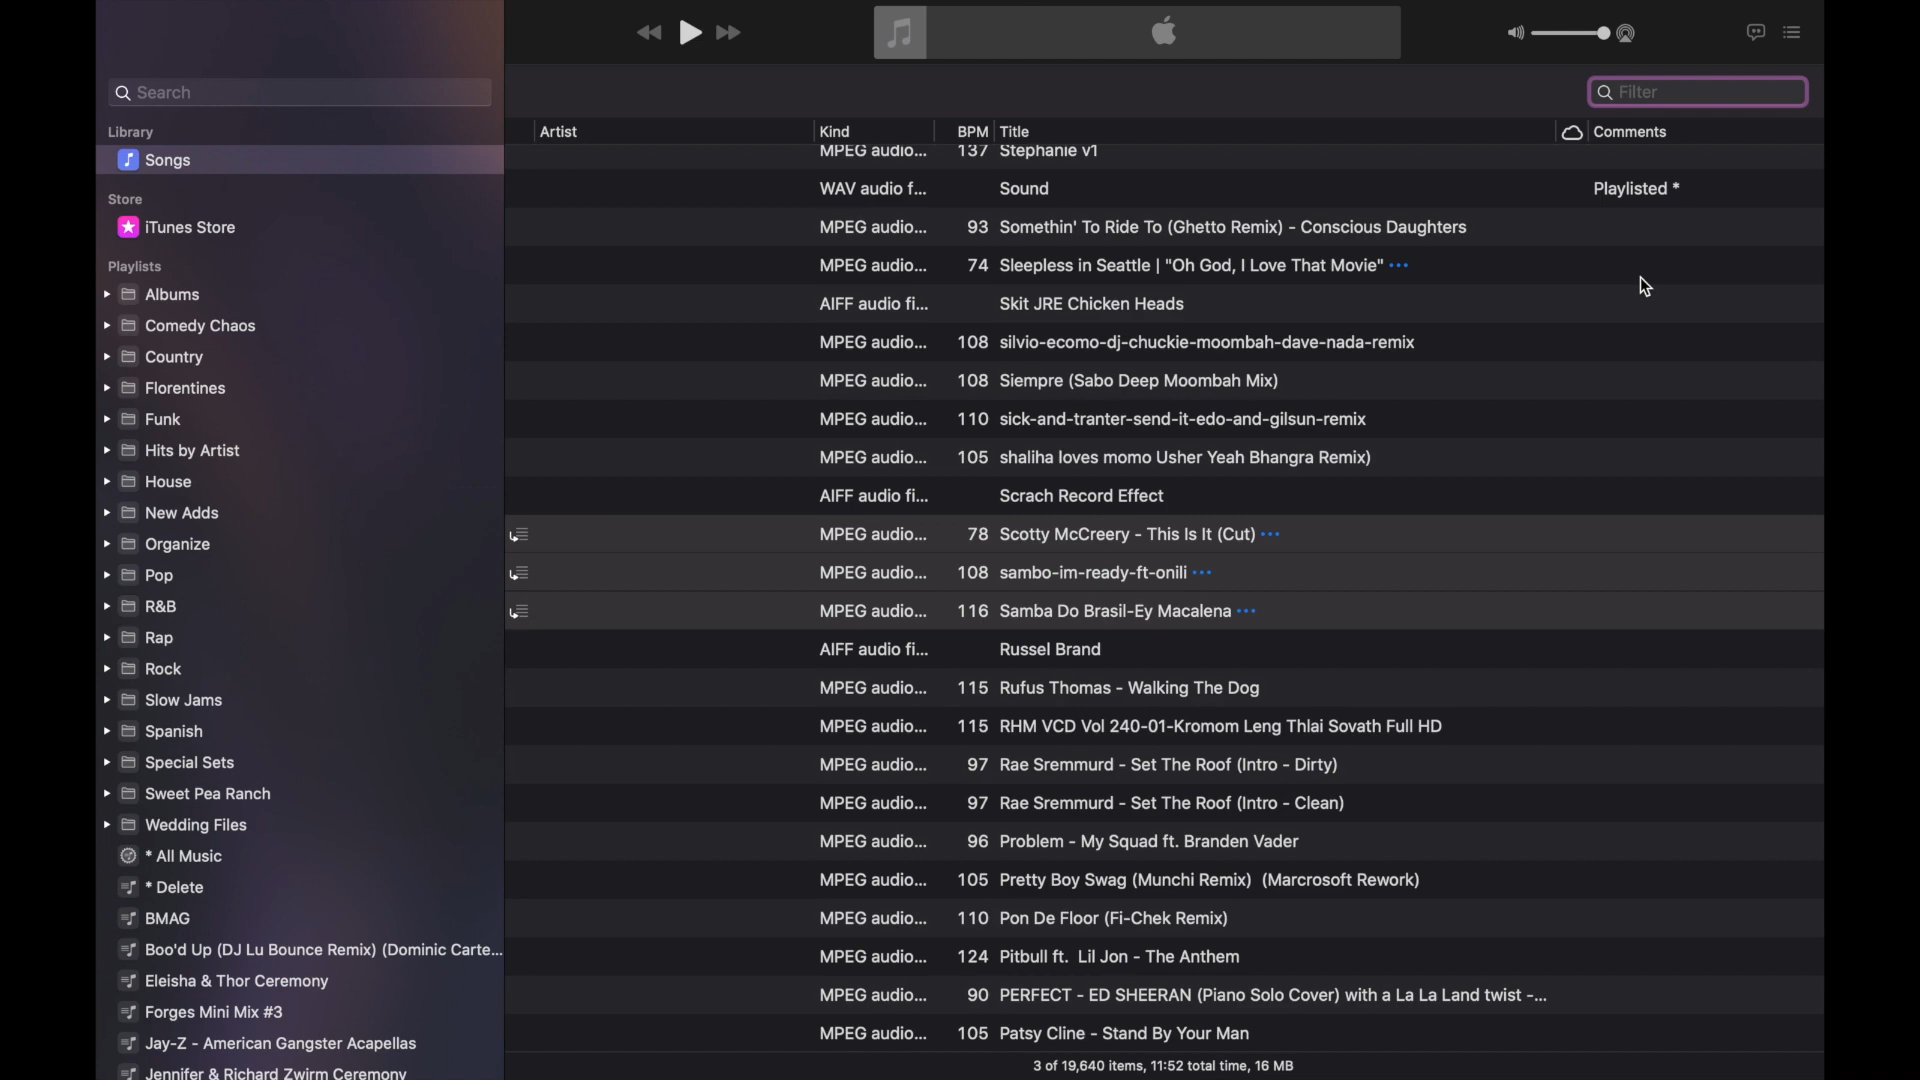 Search
Filter
Library
Songs
Store
iTunes Store
Playlists
Albums
Comedy Chaos
Country
Florentines
Funk
Hits by Artist
House
New Adds
Organize
Pop
R&B
Rap
Rock
Slow Jams
Spanish
Special Sets
Sweet Pea Ranch
Wedding Files
* All Music
* Delete
BMAG
Boo'd Up (DJ Lu Bounce Remix) (Dominic Carte...
Eleisha & Thor Ceremony
Forges Mini Mix #3
Jay-Z - American Gangster Acapellas
Jennifer & Richard Zwirm Ceremony
Artist Kind BPM Title Comments
MPEG audio... 137 Stephanie v1
WAV audio f... Sound Playlisted *
MPEG audio... 93 Somethin' To Ride To (Ghetto Remix) - Conscious Daughters
MPEG audio... 74 Sleepless in Seattle | "Oh God, I Love That Movie" ...
AIFF audio fi... Skit JRE Chicken Heads
MPEG audio... 108 silvio-ecomo-dj-chuckie-moombah-dave-nada-remix
MPEG audio... 108 Siempre (Sabo Deep Moombah Mix)
MPEG audio... 110 sick-and-tranter-send-it-edo-and-gilsun-remix
MPEG audio... 105 shaliha loves momo Usher Yeah Bhangra Remix)
AIFF audio fi... Scrach Record Effect
MPEG audio... 78 Scotty McCreery - This Is It (Cut) ...
MPEG audio... 108 sambo-im-ready-ft-onili ...
MPEG audio... 116 Samba Do Brasil-Ey Macalena ...
AIFF audio fi... Russel Brand
MPEG audio... 115 Rufus Thomas - Walking The Dog
MPEG audio... 115 RHM VCD Vol 240-01-Kromom Leng Thlai Sovath Full HD
MPEG audio... 97 Rae Sremmurd - Set The Roof (Intro - Dirty)
MPEG audio... 97 Rae Sremmurd - Set The Roof (Intro - Clean)
MPEG audio... 96 Problem - My Squad ft. Branden Vader
MPEG audio... 105 Pretty Boy Swag (Munchi Remix) (Marcrosoft Rework)
MPEG audio... 110 Pon De Floor (Fi-Chek Remix)
MPEG audio... 124 Pitbull ft. Lil Jon - The Anthem
MPEG audio... 90 PERFECT - ED SHEERAN (Piano Solo Cover) with a La La Land twist -...
MPEG audio... 105 Patsy Cline - Stand By Your Man
3 of 19,640 items, 11:52 total time, 16 MB